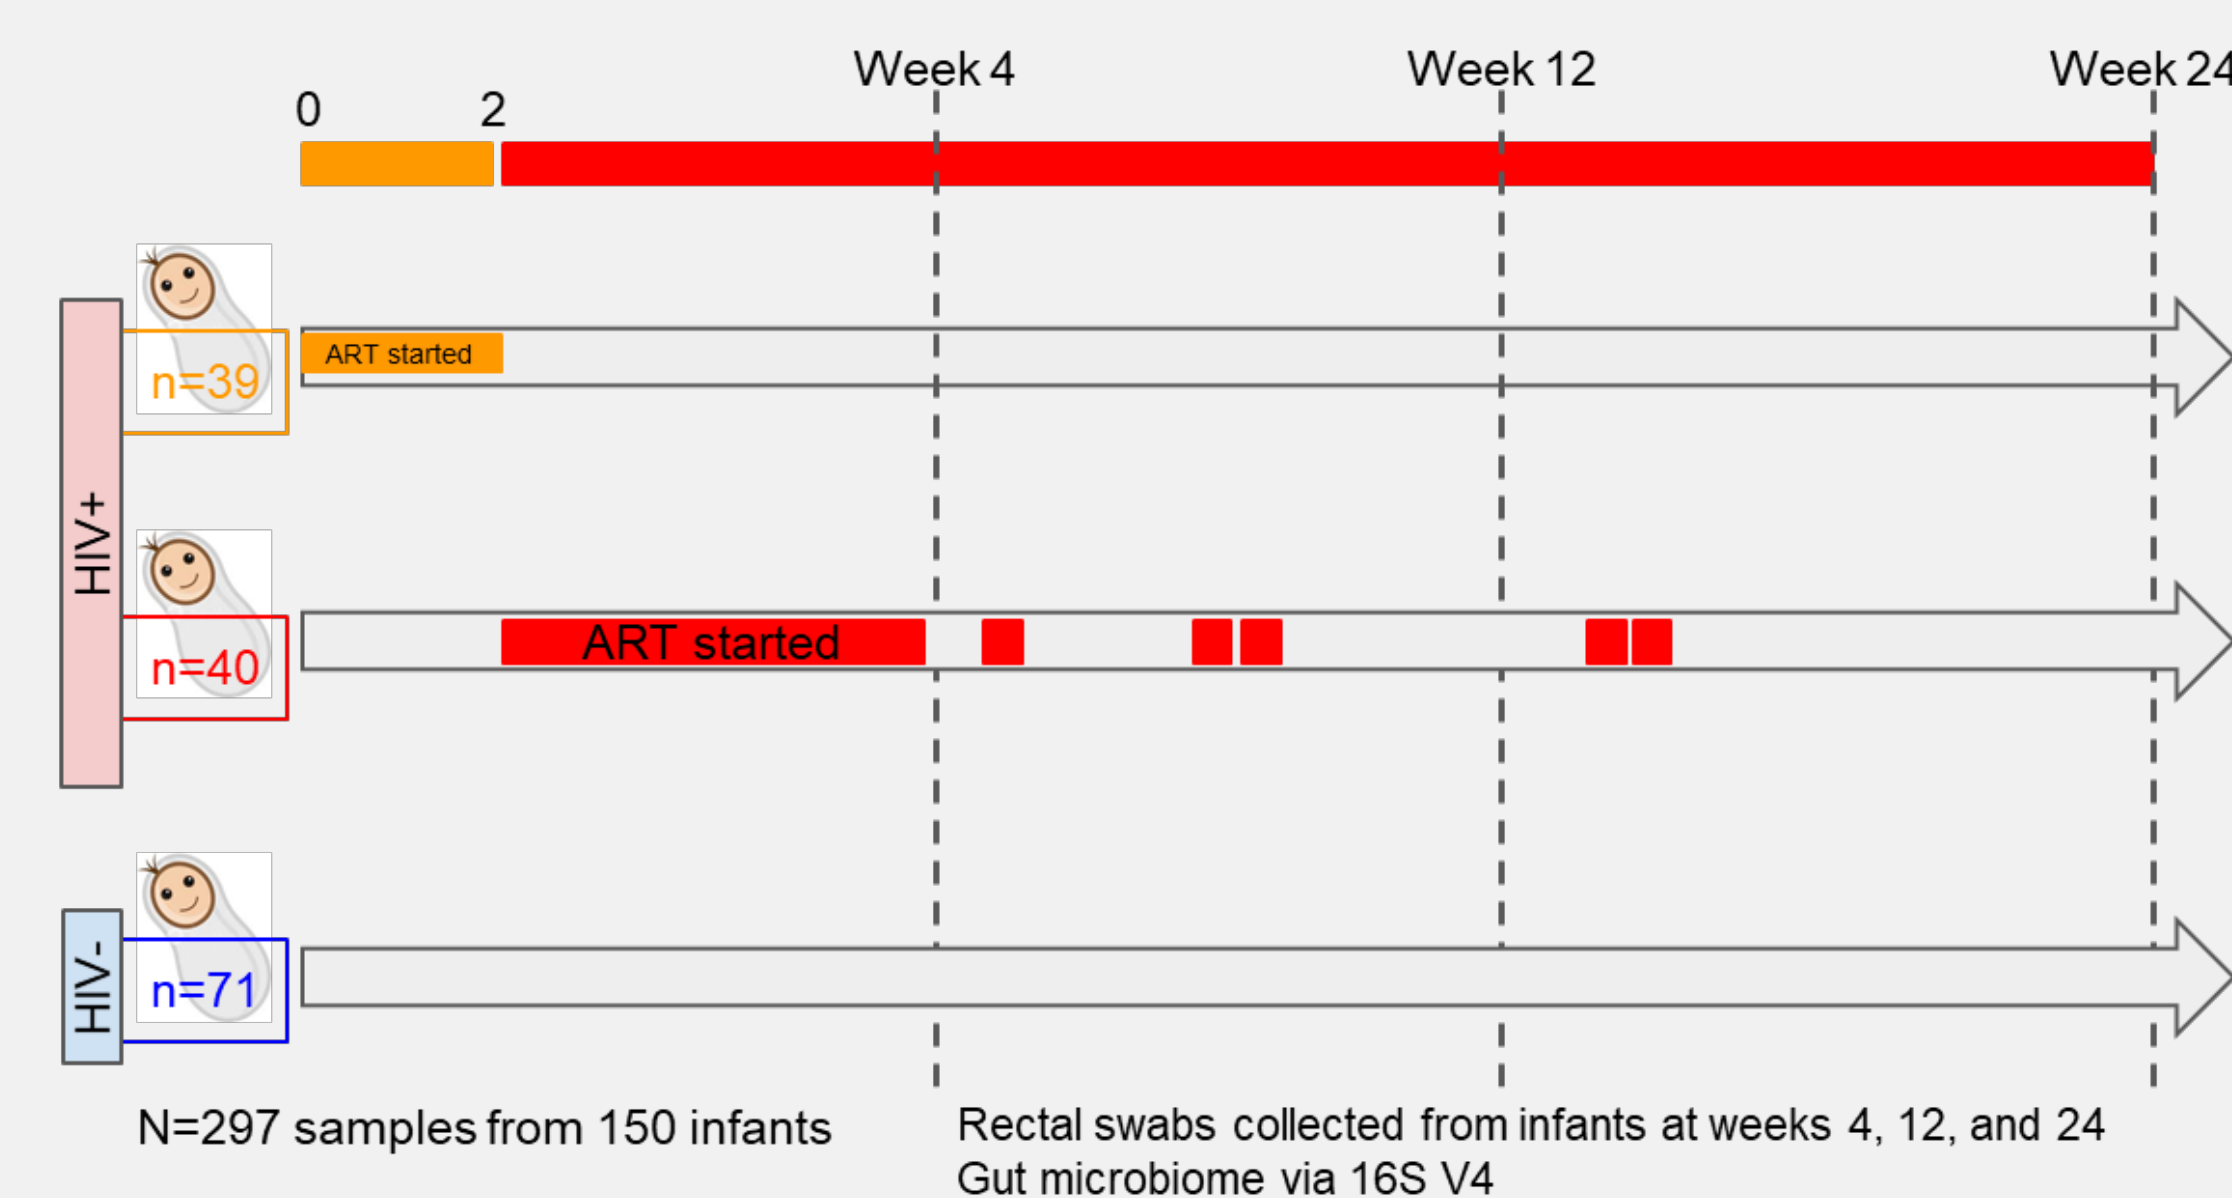 Week 4
Week 12
Week 24
0
2
HIV+
n=39
ART started
n=40
ART started
HIV-
n=71
N=297 samples from 150 infants
Rectal swabs collected from infants at weeks 4, 12, and 24
Gut microbiome via 16S V4